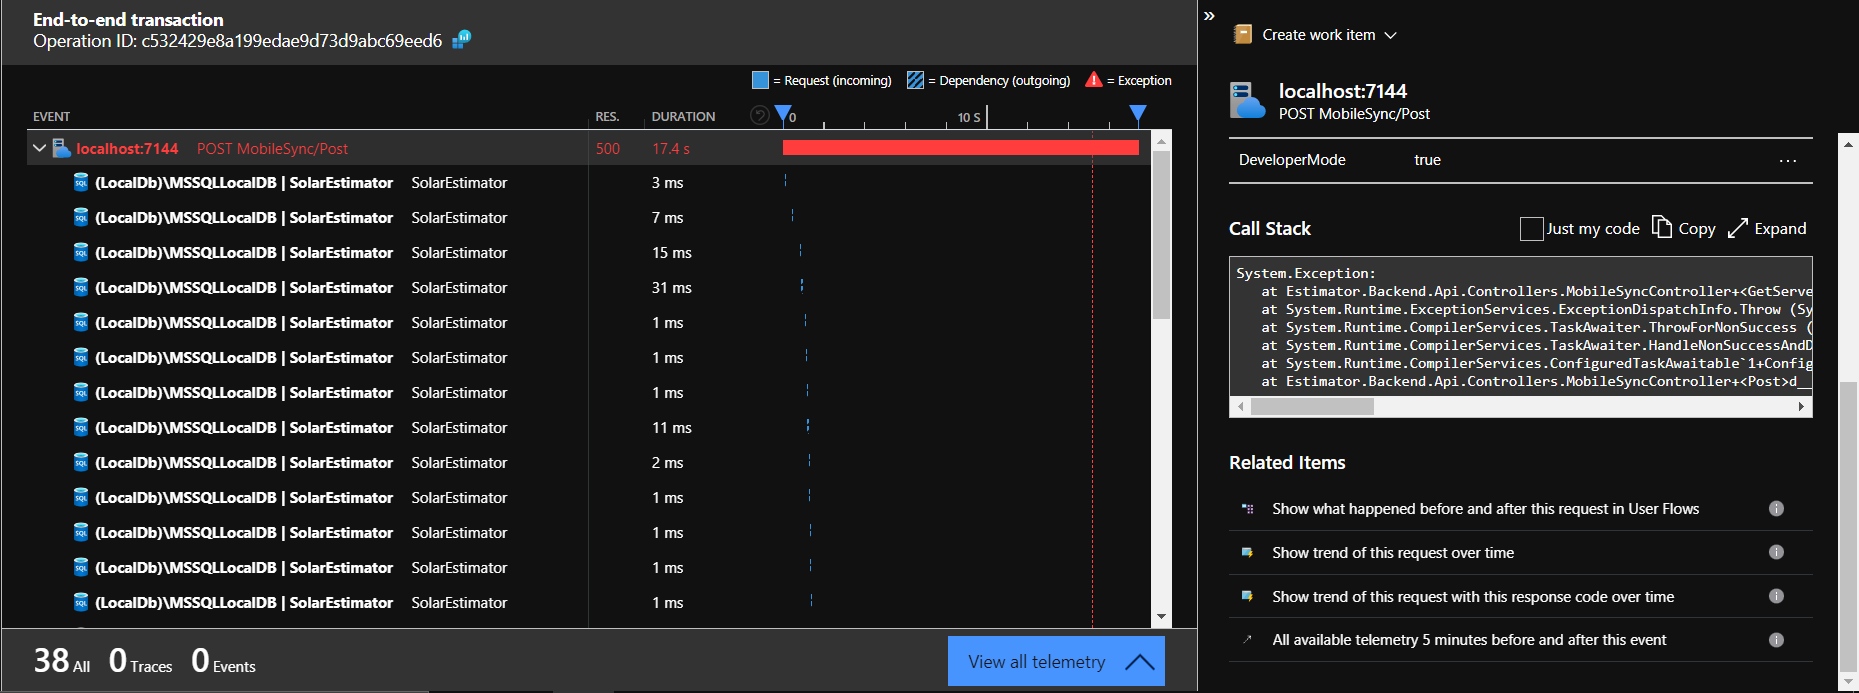 End-to-end transaction
Operation ID: c532429e8a199edae9d73d9abc69eed6
= Request (incoming) = Dependency (outgoing) = Exception
EVENT RES. DURATION 0 10 S
localhost:7144 POST MobileSync/Post 500 17.4 s
(LocalDb)\MSSQLLocalDB | SolarEstimator SolarEstimator 3 ms
(LocalDb)\MSSQLLocalDB | SolarEstimator SolarEstimator 7 ms
(LocalDb)\MSSQLLocalDB | SolarEstimator SolarEstimator 15 ms
(LocalDb)\MSSQLLocalDB | SolarEstimator SolarEstimator 31 ms
(LocalDb)\MSSQLLocalDB | SolarEstimator SolarEstimator 1 ms
(LocalDb)\MSSQLLocalDB | SolarEstimator SolarEstimator 1 ms
(LocalDb)\MSSQLLocalDB | SolarEstimator SolarEstimator 1 ms
(LocalDb)\MSSQLLocalDB | SolarEstimator SolarEstimator 11 ms
(LocalDb)\MSSQLLocalDB | SolarEstimator SolarEstimator 2 ms
(LocalDb)\MSSQLLocalDB | SolarEstimator SolarEstimator 1 ms
(LocalDb)\MSSQLLocalDB | SolarEstimator SolarEstimator 1 ms
(LocalDb)\MSSQLLocalDB | SolarEstimator SolarEstimator 1 ms
(LocalDb)\MSSQLLocalDB | SolarEstimator SolarEstimator 1 ms
38 All 0 Traces 0 Events
View all telemetry
Create work item
localhost:7144
POST MobileSync/Post
DeveloperMode true ...
Call Stack Just my code Copy Expand
System.Exception:
at Estimator.Backend.Api.Controllers.MobileSyncController+<GetServe
at System.Runtime.ExceptionServices.ExceptionDispatchInfo.Throw (Sy
at System.Runtime.CompilerServices.TaskAwaiter.ThrowForNonSuccess (
at System.Runtime.CompilerServices.TaskAwaiter.HandleNonSuccessAndD
at System.Runtime.CompilerServices.ConfiguredTaskAwaitable`1+Config
at Estimator.Backend.Api.Controllers.MobileSyncController+<Post>d__
Related Items
Show what happened before and after this request in User Flows
Show trend of this request over time
Show trend of this request with this response code over time
All available telemetry 5 minutes before and after this event